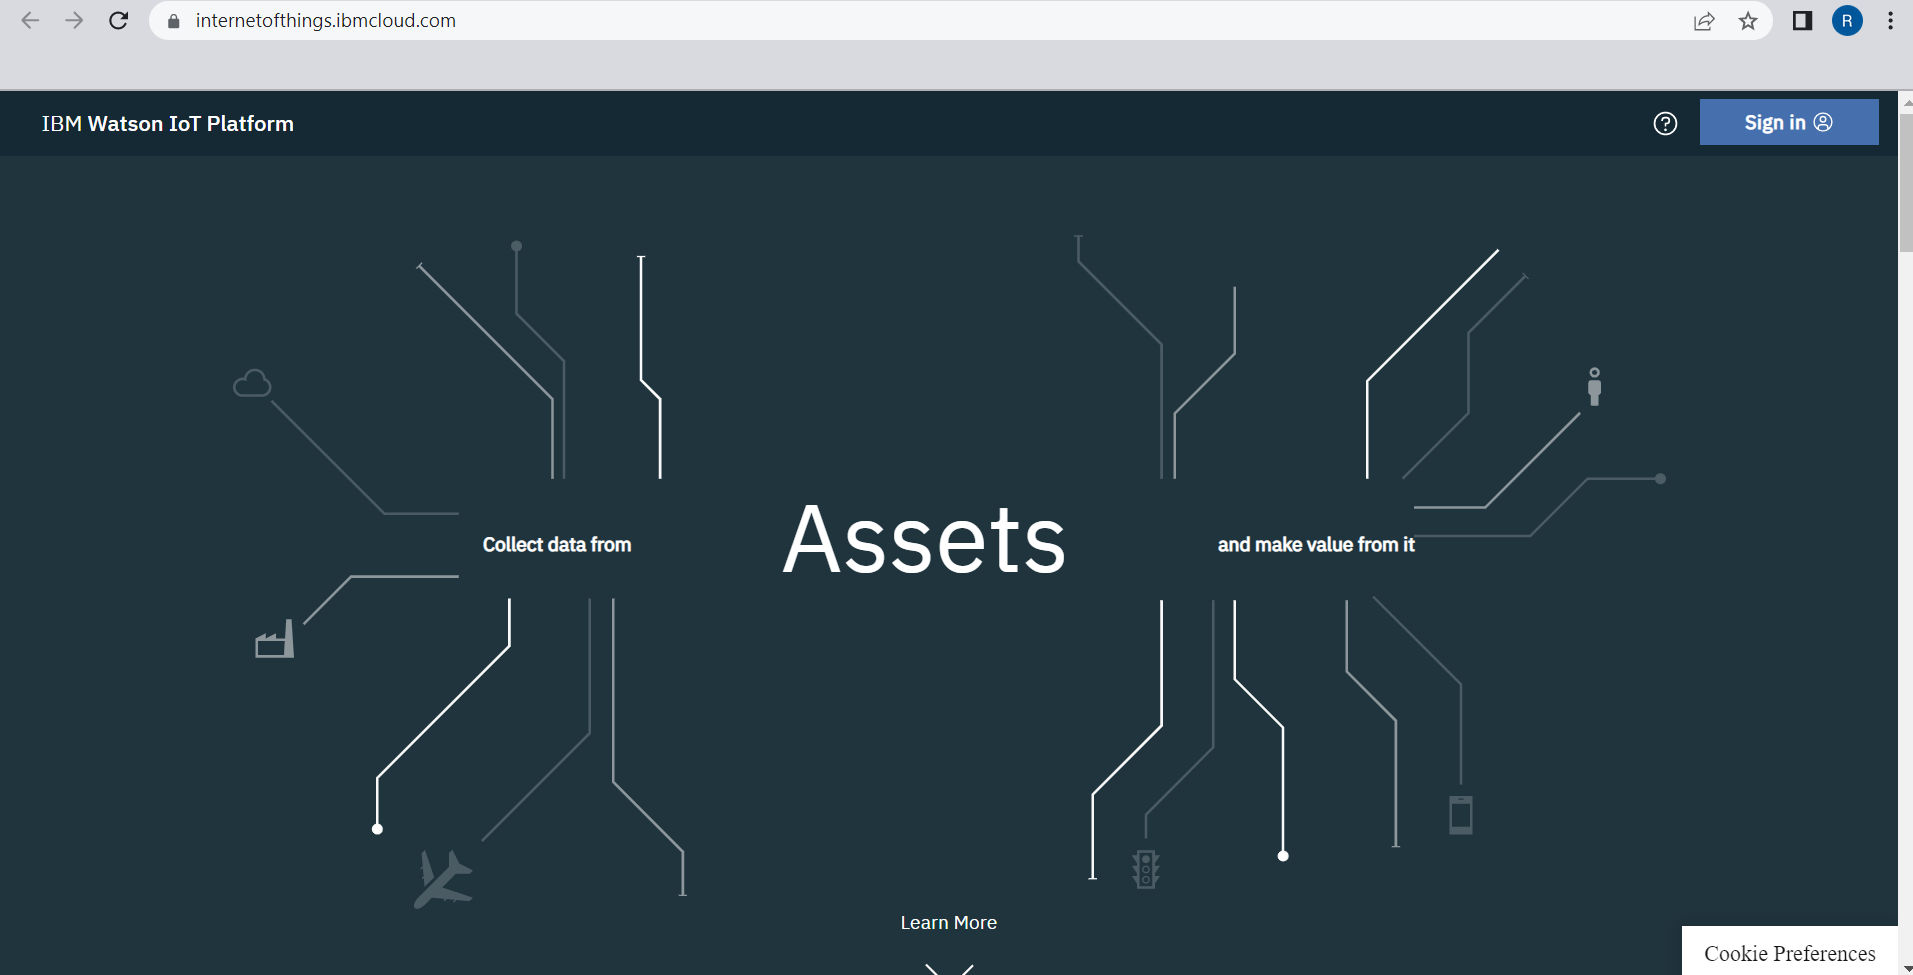 internetofthings.ibmcloud.com
R
IBM Watson IoT Platform
Sign in
Collect data from
Assets
and make value from it
Learn More
Cookie Preferences